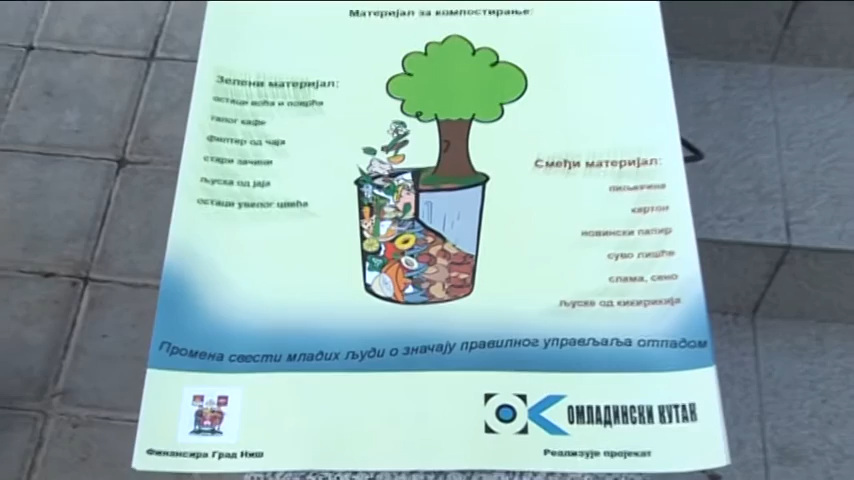 Материјал за компостирање:
Зелени материјал:
остаци воћа и поврћа
талог кафе
филтер од чаја
стари зачини
љуска од јаја
остаци увелог цвећа
Смеђи материјал:
пиљевина
картон
новински папир
суво лишће
слама, сено
љуске од кикирикија
Промена свести младих људи о значају правилног управљања отпадом
Финансира Град Ниш
ОМЛАДИНСКИ КУТАК
Реализује пројекат